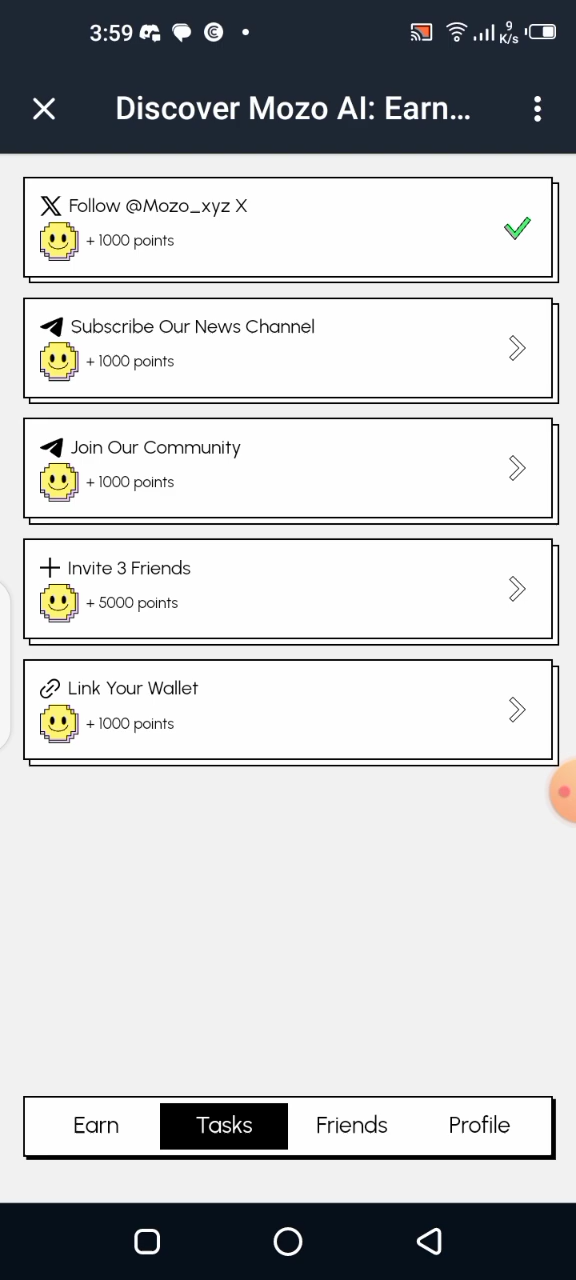 3:59
9
K/s
Discover Mozo AI: Earn...
Follow @Mozo_xyz X
+ 1000 points
Subscribe Our News Channel
+ 1000 points
Join Our Community
+ 1000 points
Invite 3 Friends
+ 5000 points
Link Your Wallet
+ 1000 points
Earn Tasks Friends Profile